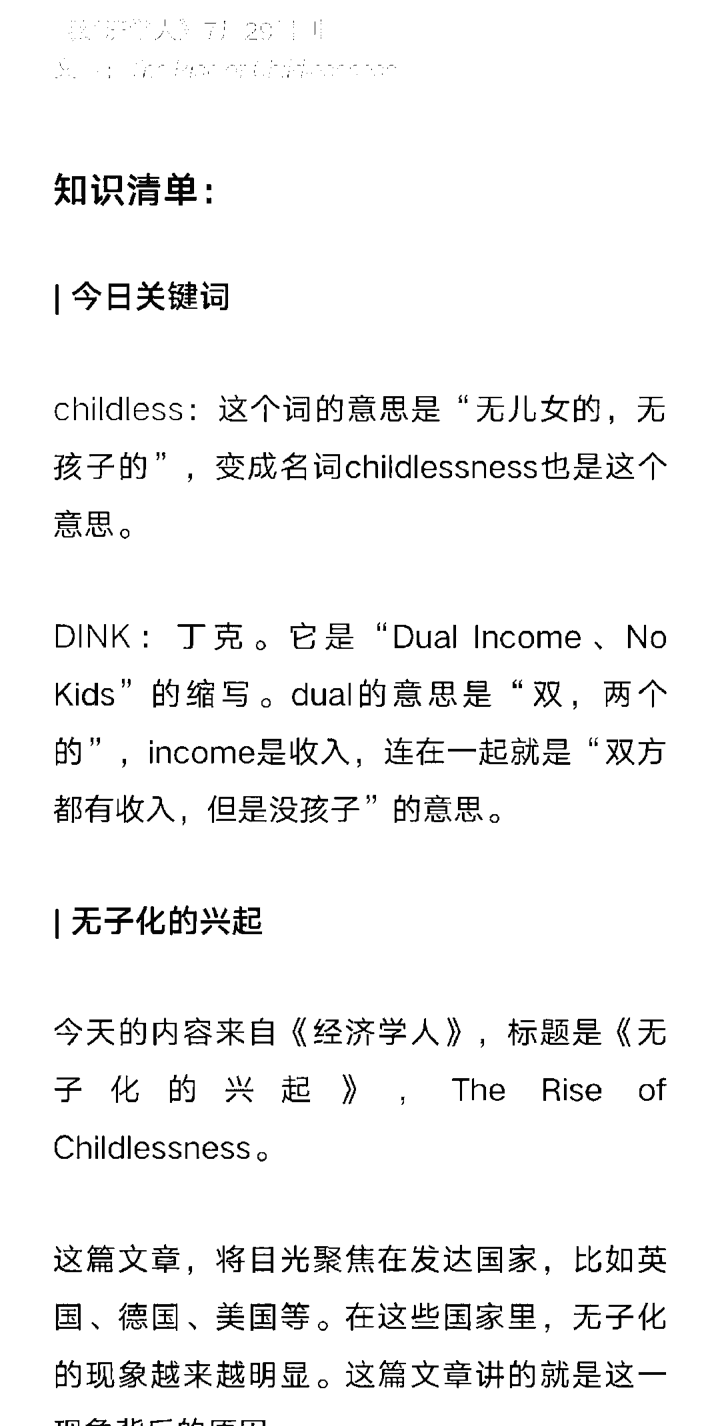 知识清单：
| 今日关键词
childless：这个词的意思是“无儿女的，无
孩子的”，变成名词childlessness也是这个
意思。
DINK：丁克。它是“Dual Income、No
Kids”的缩写。dual的意思是“双，两个
的”，income是收入，连在一起就是“双方
都有收入，但是没孩子”的意思。
| 无子化的兴起
今天的内容来自《经济学人》，标题是《无
子化的兴起》，The Rise of
Childlessness。
这篇文章，将目光聚焦在发达国家，比如英
国、德国、美国等。在这些国家里，无子化
的现象越来越明显。这篇文章讲的就是这一